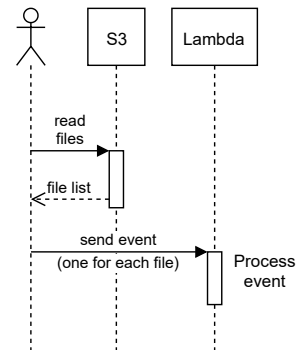 S3
Lambda
read
files
file list
send event
(one for each file)
Process
event